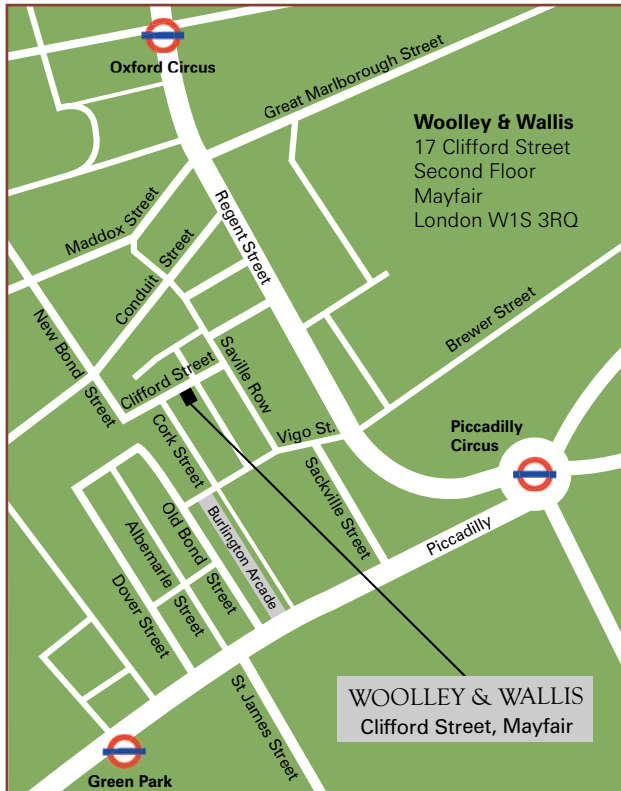 Oxford Circus
Great Marlborough Street
Woolley & Wallis
17 Clifford Street
Second Floor
Mayfair
London W1S 3RQ
Maddox Street
Regent Street
Conduit Street
New Bond Street
Brewer Street
Clifford Street
Saville Row
Cork Street
Vigo St.
Piccadilly
Circus
Sackville Street
Old Bond Street
Burlington Arcade
Albemarle Street
Piccadilly
Dover Street
St James Street
WOOLLEY & WALLIS
Clifford Street, Mayfair
Green Park